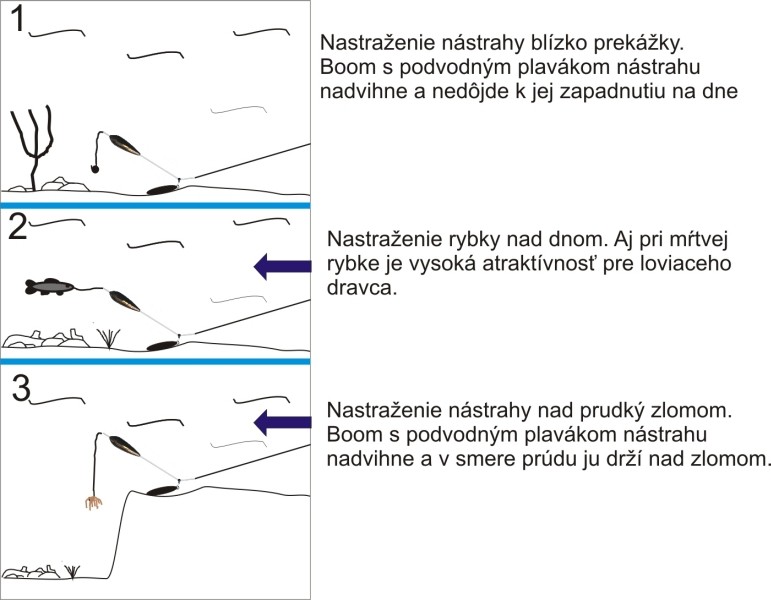 1
Nastraženie nástrahy blízko prekážky.
Boom s podvodným plavákom nástrahu
nadvihne a nedôjde k jej zapadnutiu na dne
2
Nastraženie rybky nad dnom. Aj pri mŕtvej
rybke je vysoká atraktívnosť pre loviaceho
dravca.
3
Nastraženie nástrahy nad prudký zlomom.
Boom s podvodným plavákom nástrahu
nadvihne a v smere prúdu ju drží nad zlomom.